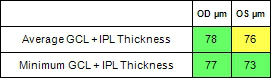 OD µm OS µm
Average GCL + IPL Thickness 78 76
Minimum GCL + IPL Thickness 77 73